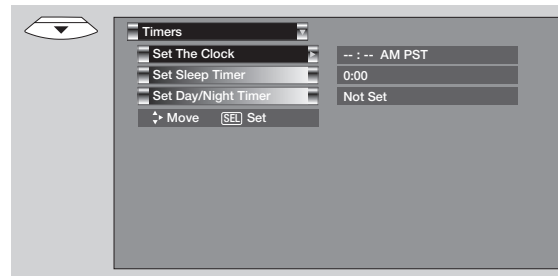 Timers
Set The Clock
-- : -- AM PST
Set Sleep Timer
0:00
Set Day/Night Timer
Not Set
Move SEL Set